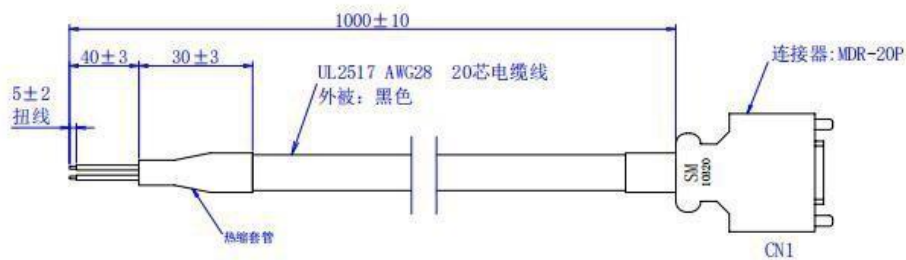 1000±10
40±3
30±3
连接器:MDR-20P
UL2517 AWG28 20芯电缆线
外被：黑色
5±2
扭线
SM
10320
热缩套管
CN1